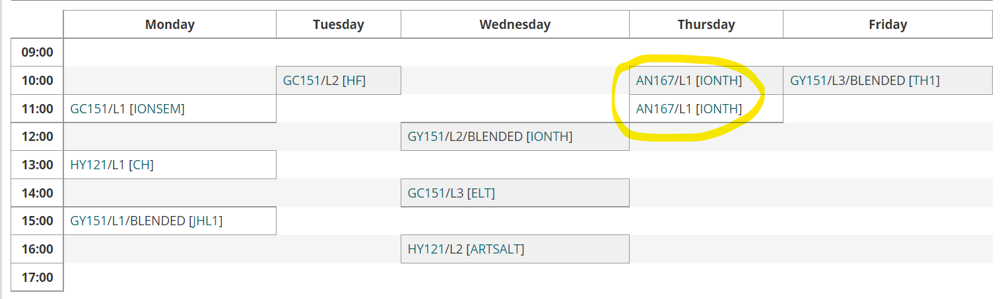 Monday Tuesday Wednesday Thursday Friday
09:00
10:00 GC151/L2 [HF] AN167/L1 [IONTH] GY151/L3/BLENDED [TH1]
11:00 GC151/L1 [IONSEM] AN167/L1 [IONTH]
12:00 GY151/L2/BLENDED [IONTH]
13:00 HY121/L1 [CH]
14:00 GC151/L3 [ELT]
15:00 GY151/L1/BLENDED [JHL1]
16:00 HY121/L2 [ARTSALT]
17:00